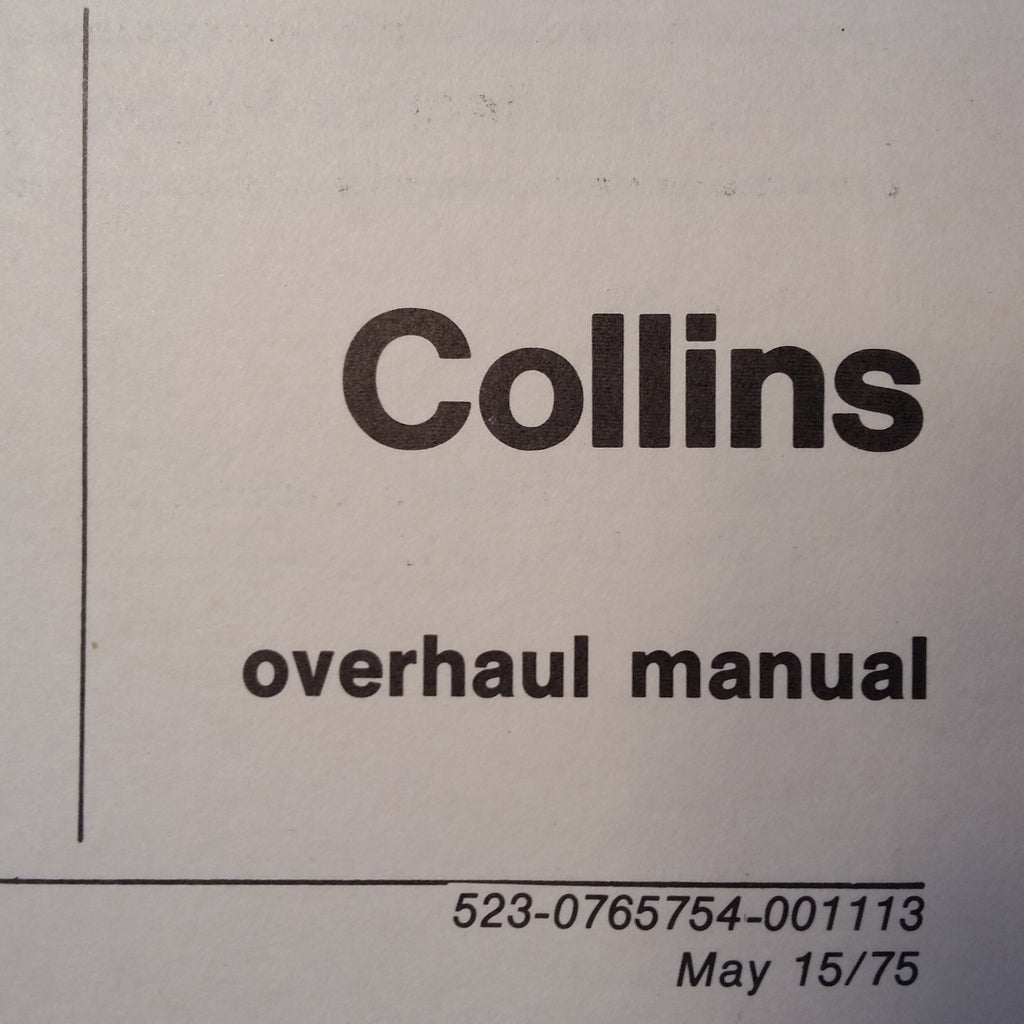 Collins
overhaul manual
523-0765754-001113
May 15/75